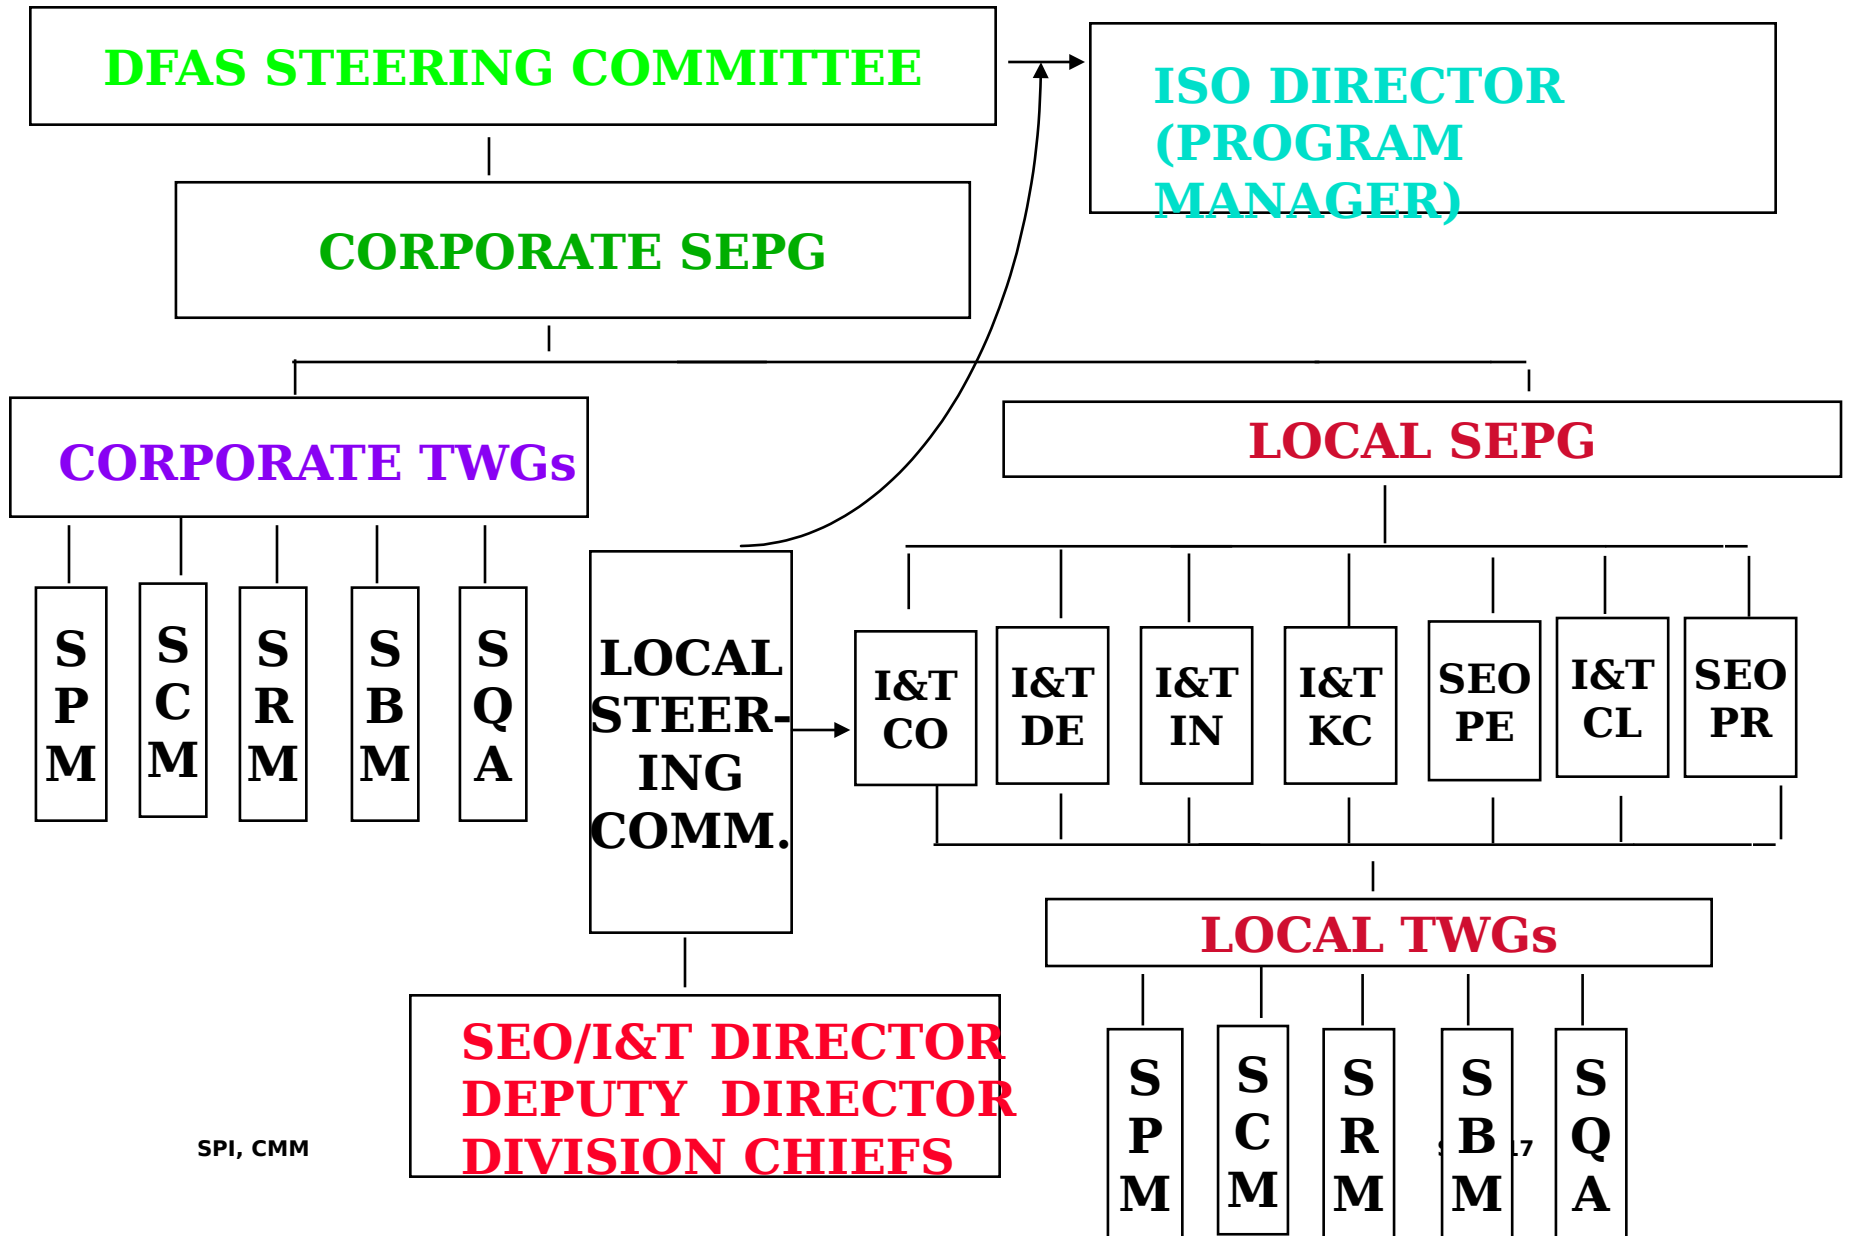 DFAS STEERING COMMITTEE
ISO DIRECTOR
(PROGRAM
MANAGER)
CORPORATE SEPG
CORPORATE TWGs
LOCAL SEPG
S
P
M
S
C
M
S
R
M
S
B
M
S
Q
A
LOCAL
STEER-
ING
COMM.
I&T
CO
I&T
DE
I&T
IN
I&T
KC
SEO
PE
I&T
CL
SEO
PR
LOCAL TWGs
SEO/I&T DIRECTOR
DEPUTY DIRECTOR
DIVISION CHIEFS
S
P
M
S
C
M
S
R
M
S
B
M
S
Q
A
SPI, CMM
17